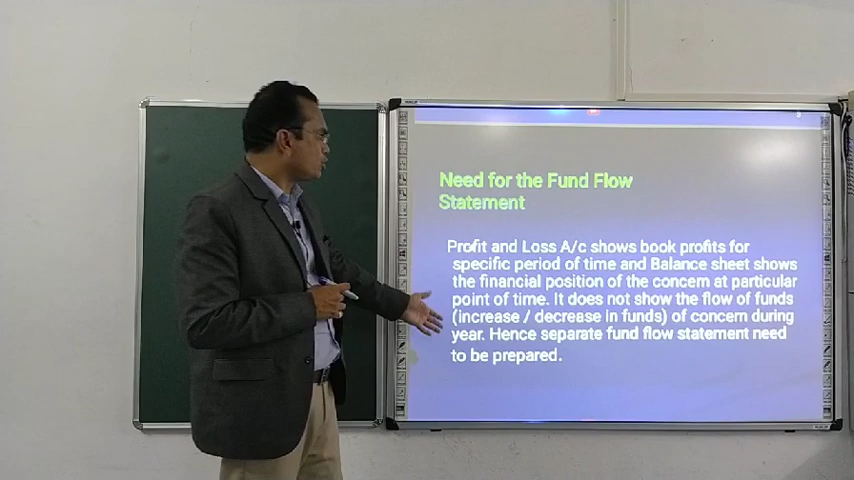 Need for the Fund Flow
Statement
Profit and Loss A/c shows book profits for
specific period of time and Balance sheet shows
the financial position of the concern at particular
point of time. It does not show the flow of funds
(increase / decrease in funds) of concern during
year. Hence separate fund flow statement need
to be prepared.